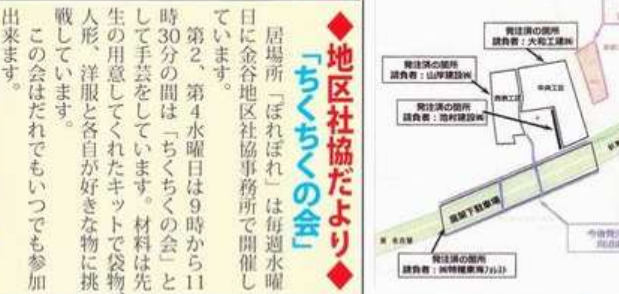 ◆地区社協だより◆
「ちくちくの会」
居場所「ぽれぽれ」は毎週水曜
日に金谷地区社協事務所で開催し
ています。
第2、第4水曜日は9時から11
時30分の間は「ちくちくの会」と
して手芸をしています。材料は先
生の用意してくれたキットで袋物、
人形、洋服と各自が好きな物に挑
戦しています。
この会はだれでもいつでも参加
出来ます。
発注済の箇所
請負者:大和工建㈱
発注済の箇所
請負者:山岸建設㈱
発注済の箇所
請負者:池村建設㈱
高架下駐車場
発注済の箇所
請負者:㈱特種東海フォレスト